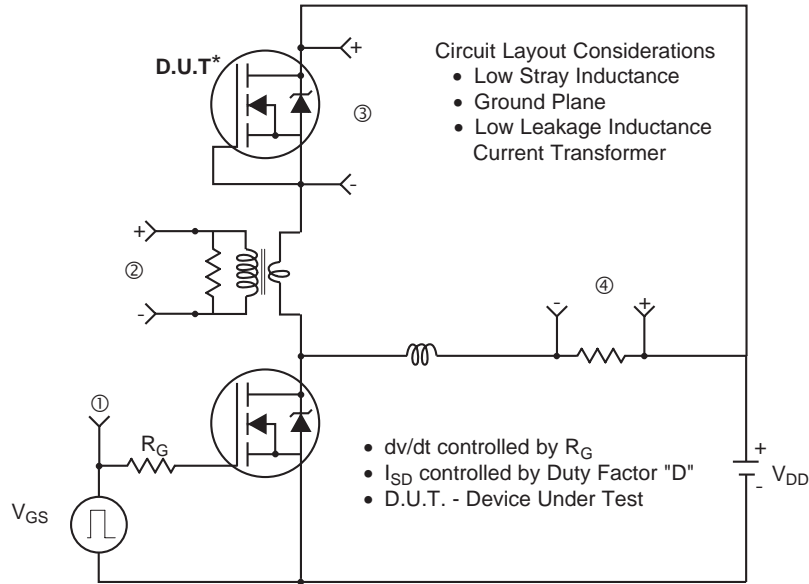 D.U.T*
+
③
-
Circuit Layout Considerations
• Low Stray Inductance
• Ground Plane
• Low Leakage Inductance
Current Transformer
+
②
-
④
-
+
①
RG
VGS
• dv/dt controlled by RG
• ISD controlled by Duty Factor "D"
• D.U.T. - Device Under Test
+
-
VDD